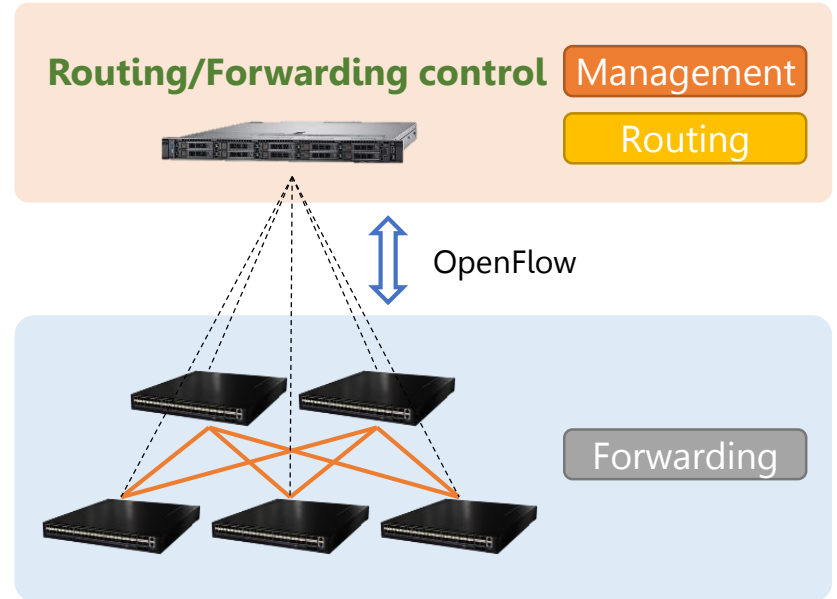 Routing/Forwarding control
Management
Routing
OpenFlow
Forwarding